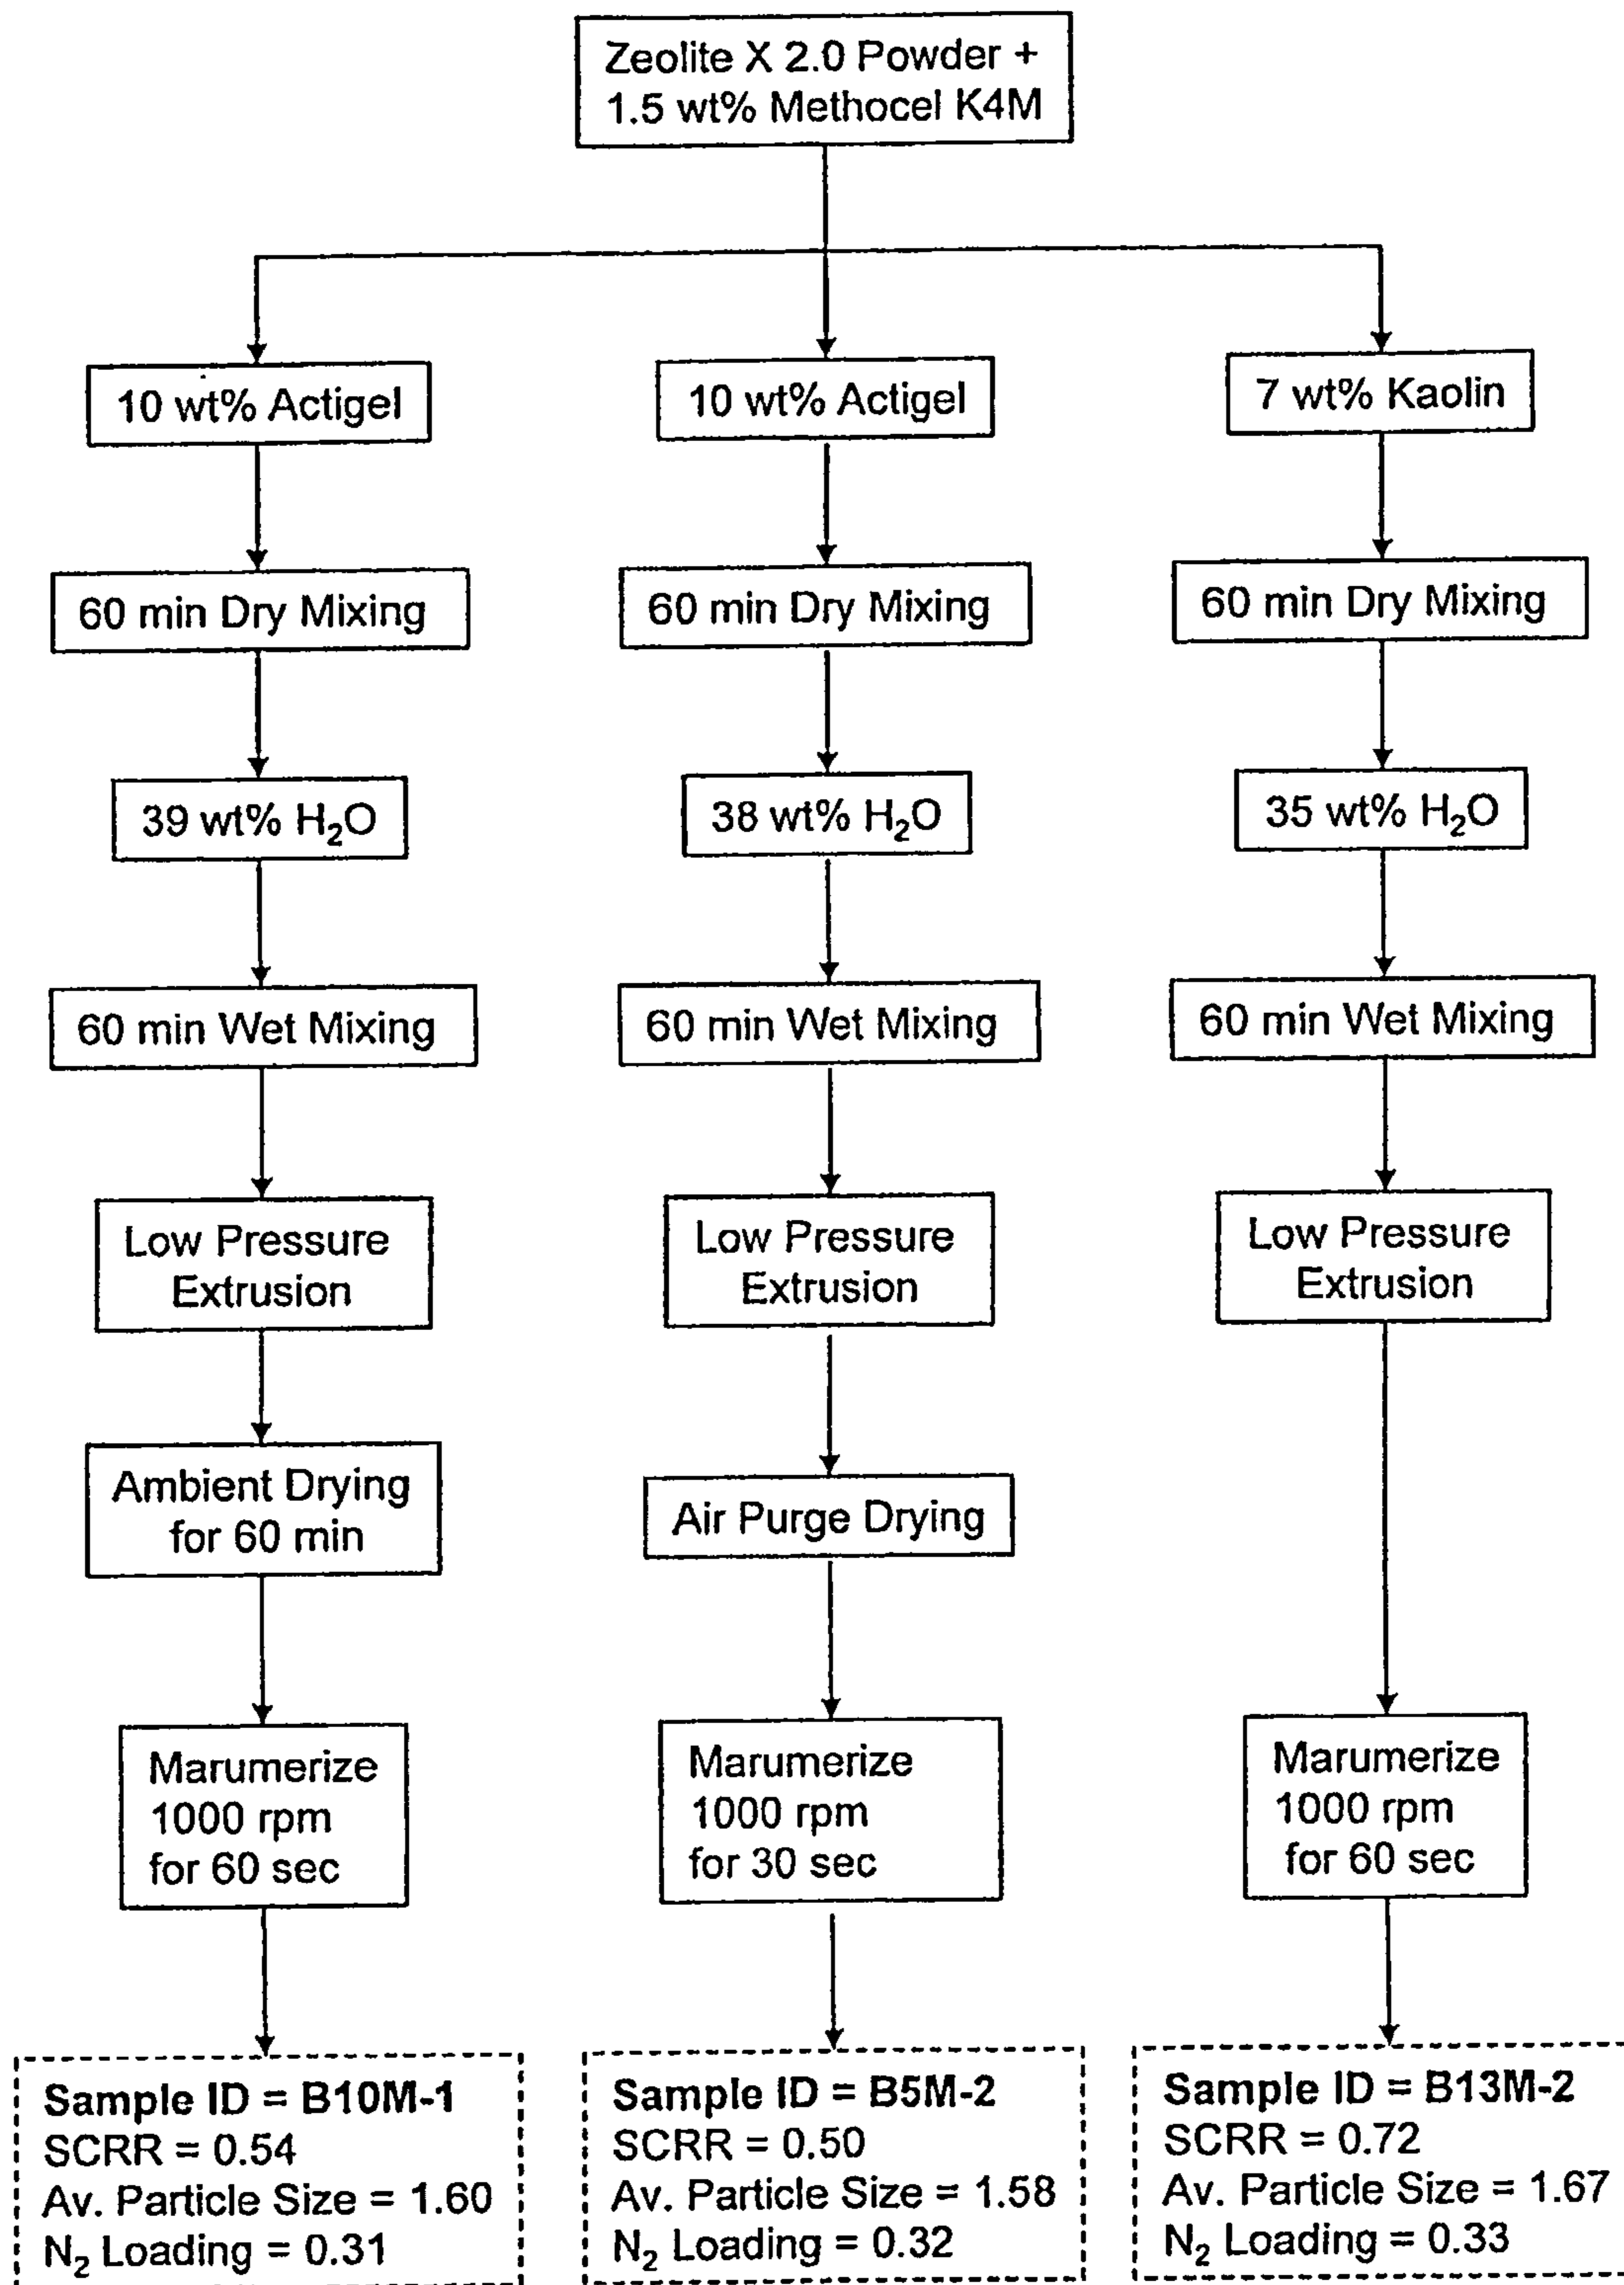 Zeolite X 2.0 Powder +
1.5 wt% Methocel K4M
10 wt% Actigel
10 wt% Actigel
7 wt% Kaolin
60 min Dry Mixing
60 min Dry Mixing
60 min Dry Mixing
39 wt% H₂O
38 wt% H₂O
35 wt% H₂O
60 min Wet Mixing
60 min Wet Mixing
60 min Wet Mixing
Low Pressure
Extrusion
Low Pressure
Extrusion
Low Pressure
Extrusion
Ambient Drying
for 60 min
Air Purge Drying
Marumerize
1000 rpm
for 60 sec
Marumerize
1000 rpm
for 30 sec
Marumerize
1000 rpm
for 60 sec
Sample ID = B10M-1
SCRR = 0.54
Av. Particle Size = 1.60
N₂ Loading = 0.31
Sample ID = B5M-2
SCRR = 0.50
Av. Particle Size = 1.58
N₂ Loading = 0.32
Sample ID = B13M-2
SCRR = 0.72
Av. Particle Size = 1.67
N₂ Loading = 0.33